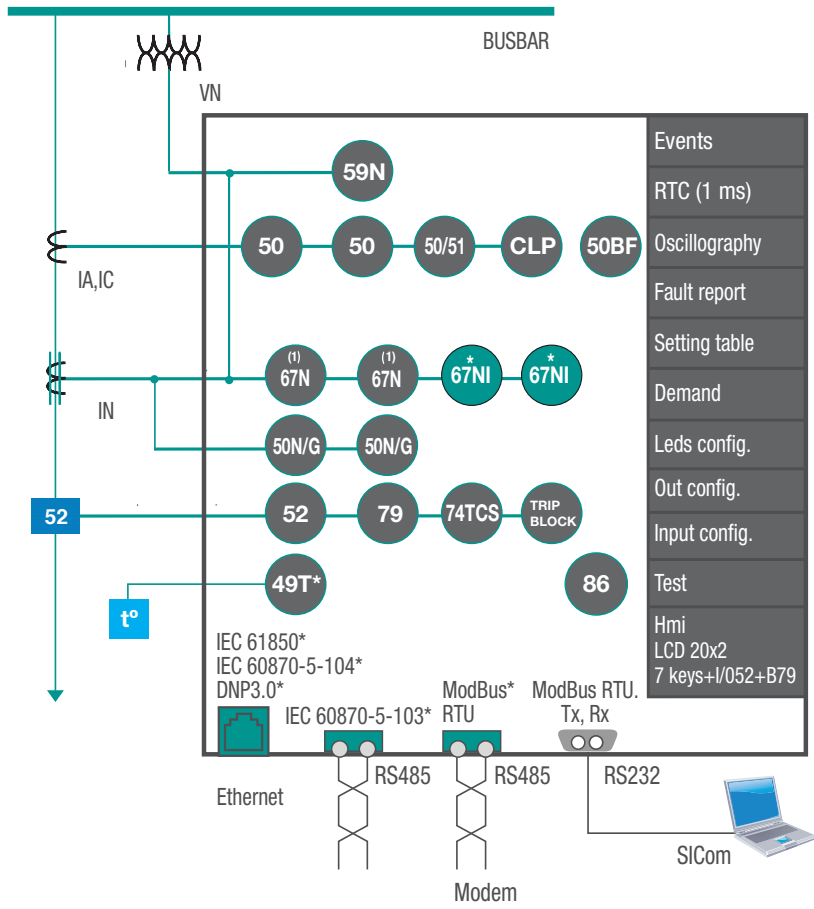 BUSBAR
VN
59N
50
50
50/51
CLP
50BF
IA,IC
(1)
67N
(1)
67N
*
67NI
*
67NI
IN
50N/G
50N/G
52
52
79
74TCS
TRIP
BLOCK
49T*
86
tº
Events
RTC (1 ms)
Oscillography
Fault report
Setting table
Demand
Leds config.
Out config.
Input config.
Test
Hmi
LCD 20x2
7 keys+I/052+B79
IEC 61850*
IEC 60870-5-104*
DNP3.0*
IEC 60870-5-103*
ModBus*
RTU
ModBus RTU.
Tx, Rx
Ethernet
RS485
RS485
RS232
SICom
Modem